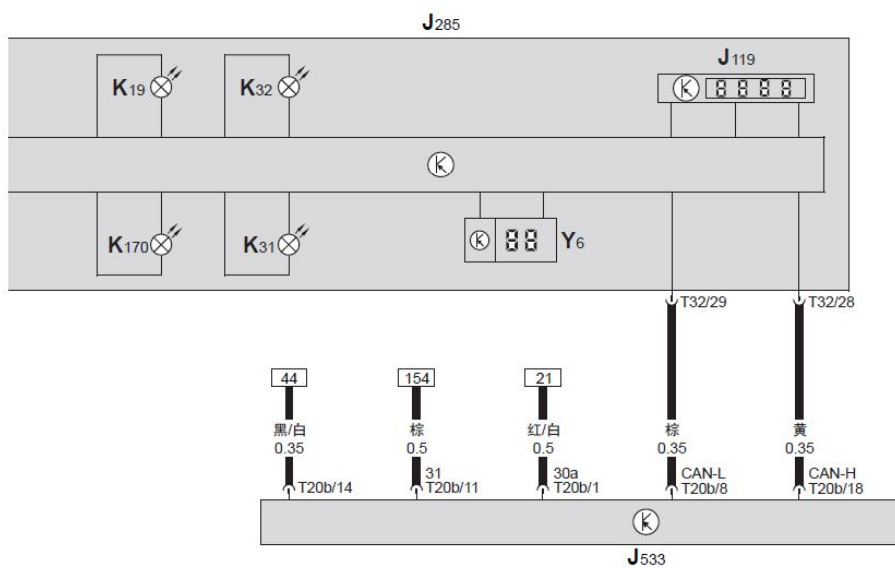 J285
K19
K32
J119
K170
K31
Y6
T32/29
T32/28
44
154
21
黑/白
0.35
棕
0.5
红/白
0.5
棕
0.35
黄
0.35
T20b/14
31
T20b/11
30a
T20b/1
CAN-L
T20b/8
CAN-H
T20b/18
J533